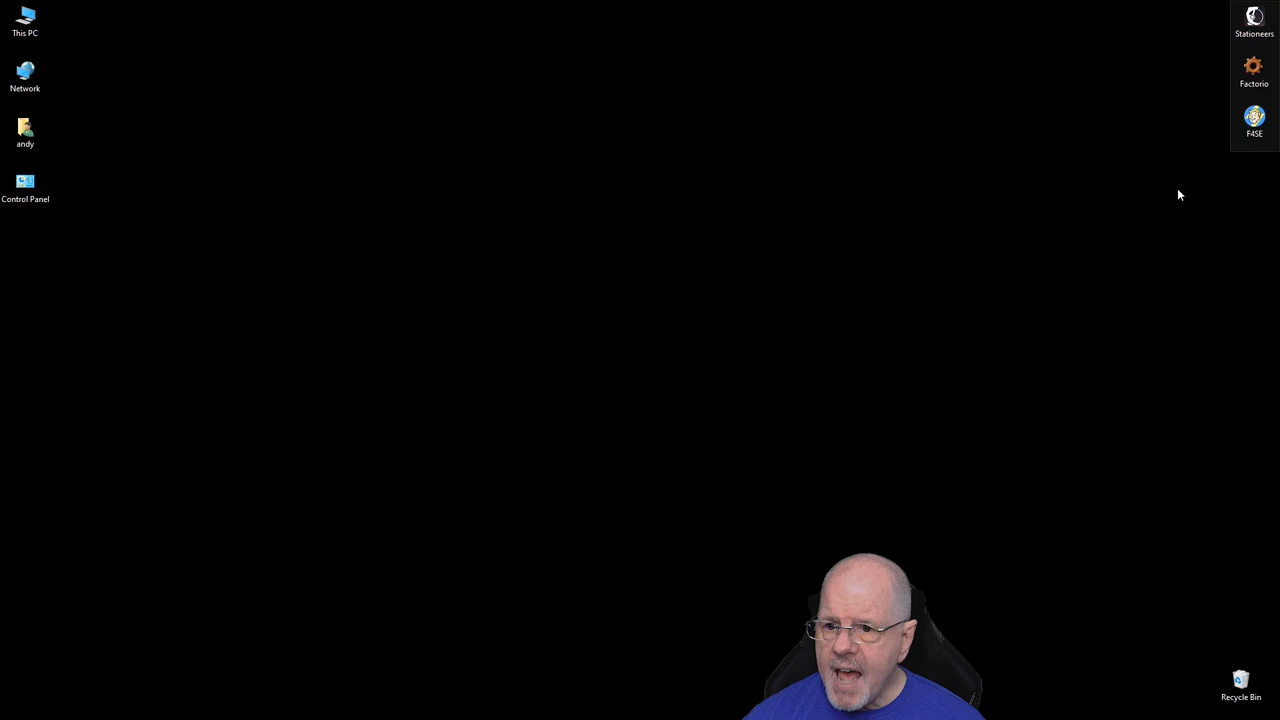 This PC
Network
andy
Control Panel
Stationeers
Factorio
F4SE
Recycle Bin